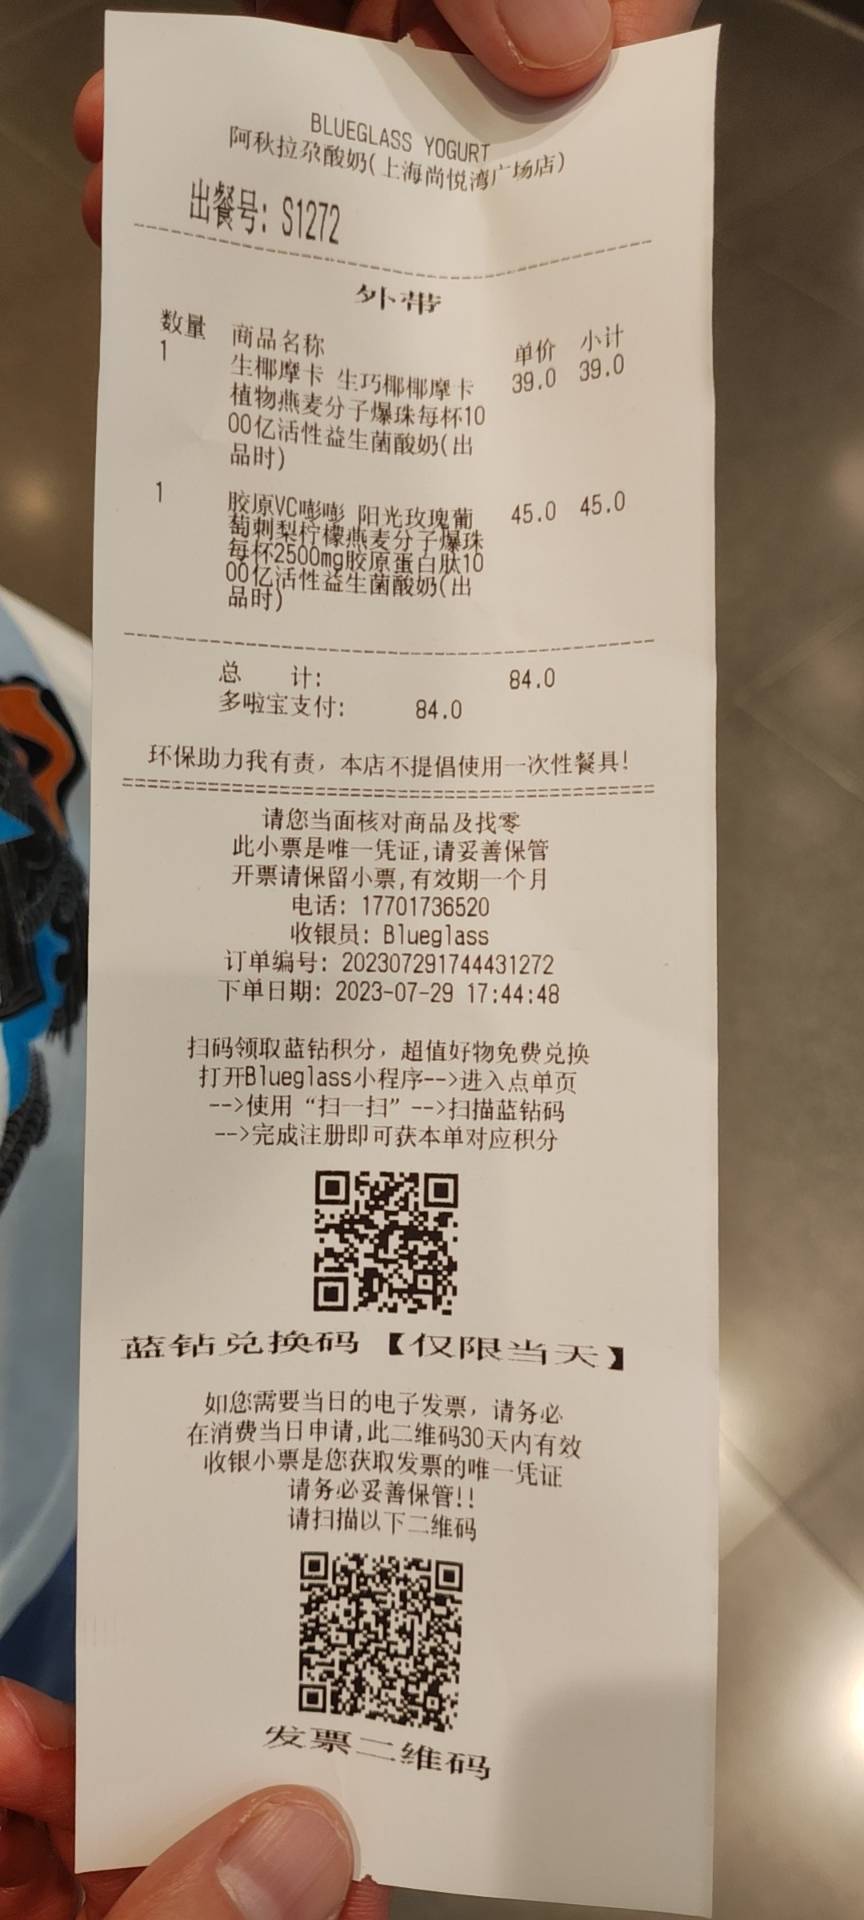 BLUEGLASS YOGURT
阿秋拉尕酸奶(上海尚悦湾广场店)
出餐号: S1272
外带
数量 商品名称 单价 小计
1 生椰摩卡 生巧椰椰摩卡 39.0 39.0
植物燕麦分子爆珠每杯10
00亿活性益生菌酸奶(出
品时)
1 胶原VC嘭嘭 阳光玫瑰葡 45.0 45.0
萄刺梨柠檬燕麦分子爆珠
每杯2500mg胶原蛋白肽10
00亿活性益生菌酸奶(出
品时)
总 计: 84.0
多啦宝支付: 84.0
环保助力我有责，本店不提倡使用一次性餐具!
请您当面核对商品及找零
此小票是唯一凭证,请妥善保管
开票请保留小票,有效期一个月
电话: 17701736520
收银员: Blueglass
订单编号: 202307291744431272
下单日期: 2023-07-29 17:44:48
扫码领取蓝钻积分，超值好物免费兑换
打开Blueglass小程序-->进入点单页
-->使用“扫一扫”-->扫描蓝钻码
-->完成注册即可获本单对应积分
蓝钻兑换码【仅限当天】
如您需要当日的电子发票，请务必
在消费当日申请,此二维码30天内有效
收银小票是您获取发票的唯一凭证
请务必妥善保管!!
请扫描以下二维码
发票二维码